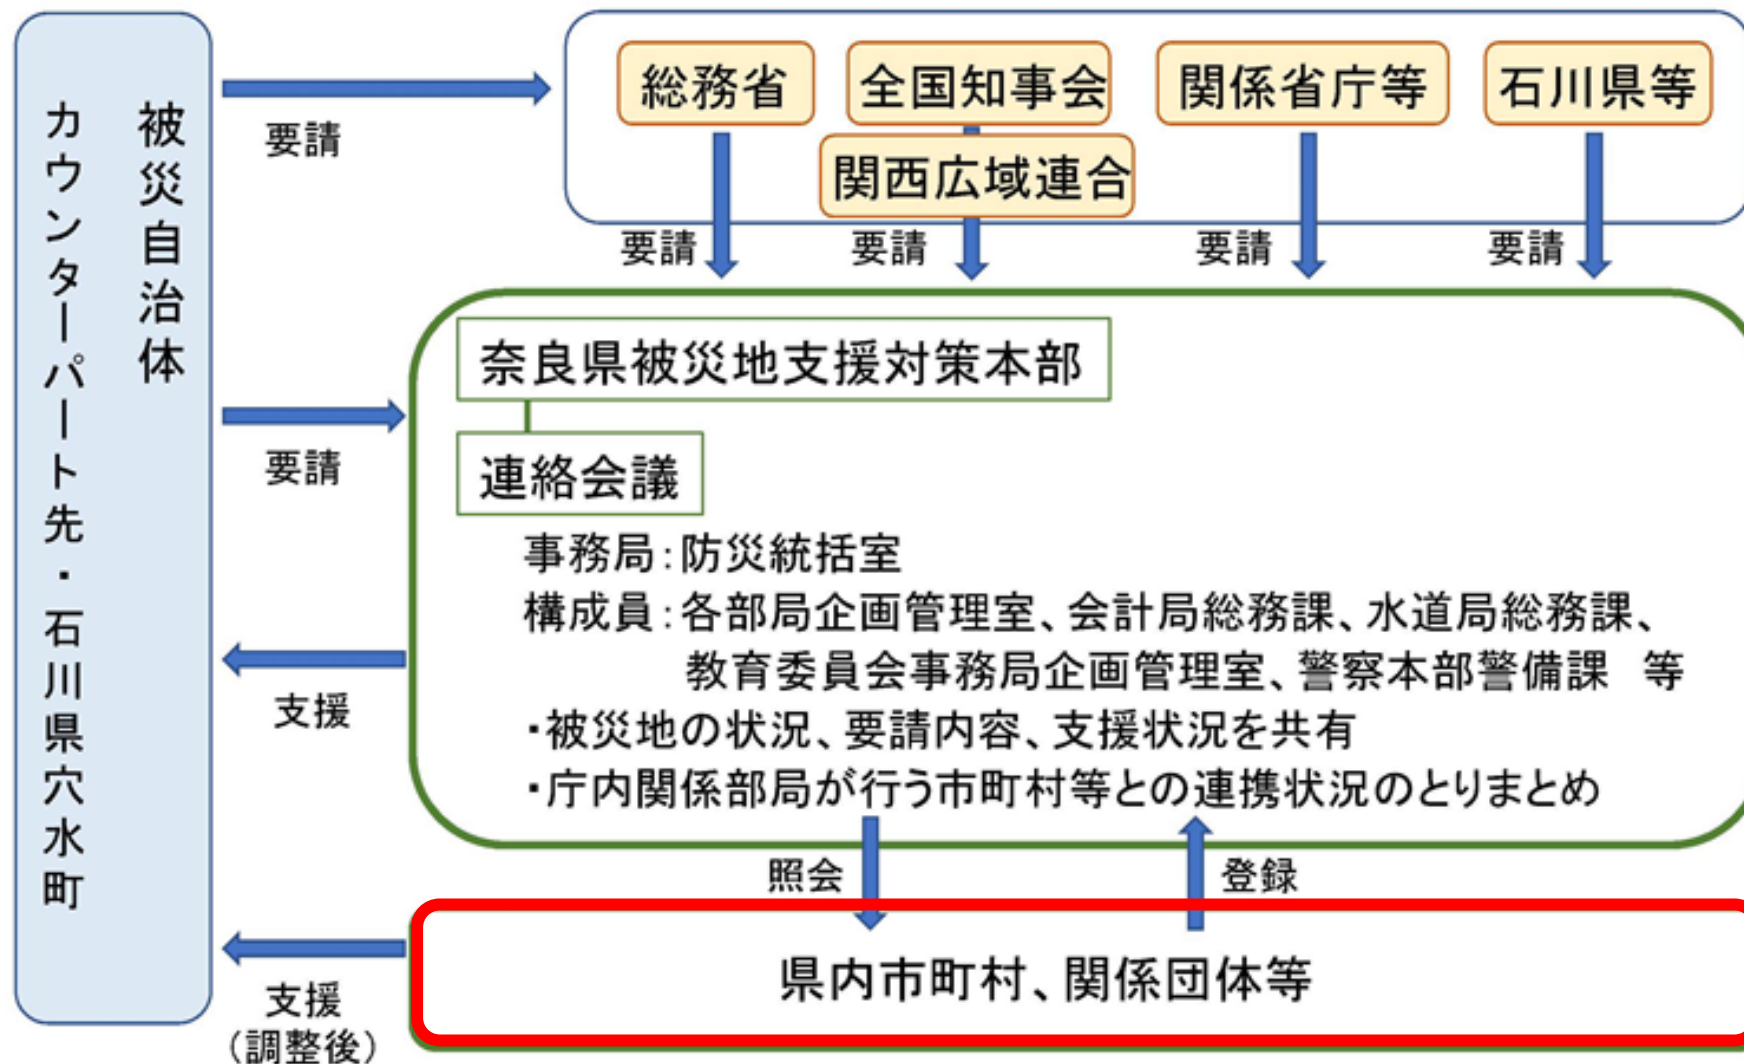 被災自治体
カウンターパート先・石川県穴水町
要請
総務省
全国知事会
関係省庁等
石川県等
関西広域連合
要請
要請
要請
要請
奈良県被災地支援対策本部
要請
連絡会議
事務局：防災統括室
構成員：各部局企画管理室、会計局総務課、水道局総務課、
教育委員会事務局企画管理室、警察本部警備課　等
支援
・被災地の状況、要請内容、支援状況を共有
・庁内関係部局が行う市町村等との連携状況のとりまとめ
照会
登録
県内市町村、関係団体等
支援
（調整後）